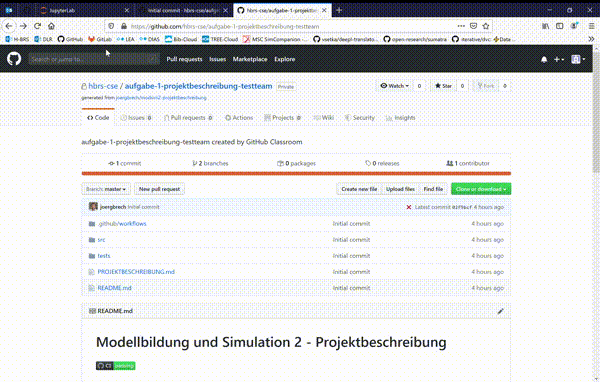 JupyterLab
Initial commit · hbrs-cse/aufg
hbrs-cse/aufgabe-1-projektbesc
https://github.com/hbrs-cse/aufgabe-1-projektbeschreibung-testteam
H-BRS
DLR
GitHub
GitLab
LEA
DIAS
Bib-Cloud
TREE-Cloud
MSC SimCompanion -
vsetka/deepl-translato...
open-research/sumatra
iterative/dvc:
Data ...
Search or jump to...
Pull requests
Issues
Marketplace
Explore
hbrs-cse / aufgabe-1-projektbeschreibung-testteam
Private
generated from joergbrech/modsim2-projektbeschreibung
Watch
0
Star
0
Fork
0
Code
Issues 0
Pull requests 0
Actions
Projects 0
Wiki
Security
Insights
aufgabe-1-projektbeschreibung-testteam created by GitHub Classroom
1 commit
2 branches
0 packages
0 releases
1 contributor
Branch: master
New pull request
Create new file
Upload files
Find file
Clone or download
joergbrech Initial commit
Latest commit 4 hours ago
.github/workflows
Initial commit
4 hours ago
src
Initial commit
4 hours ago
tests
Initial commit
4 hours ago
PROJEKTBESCHREIBUNG.md
Initial commit
4 hours ago
README.md
Initial commit
4 hours ago
README.md
Modellbildung und Simulation 2 - Projektbeschreibung
CI
passing